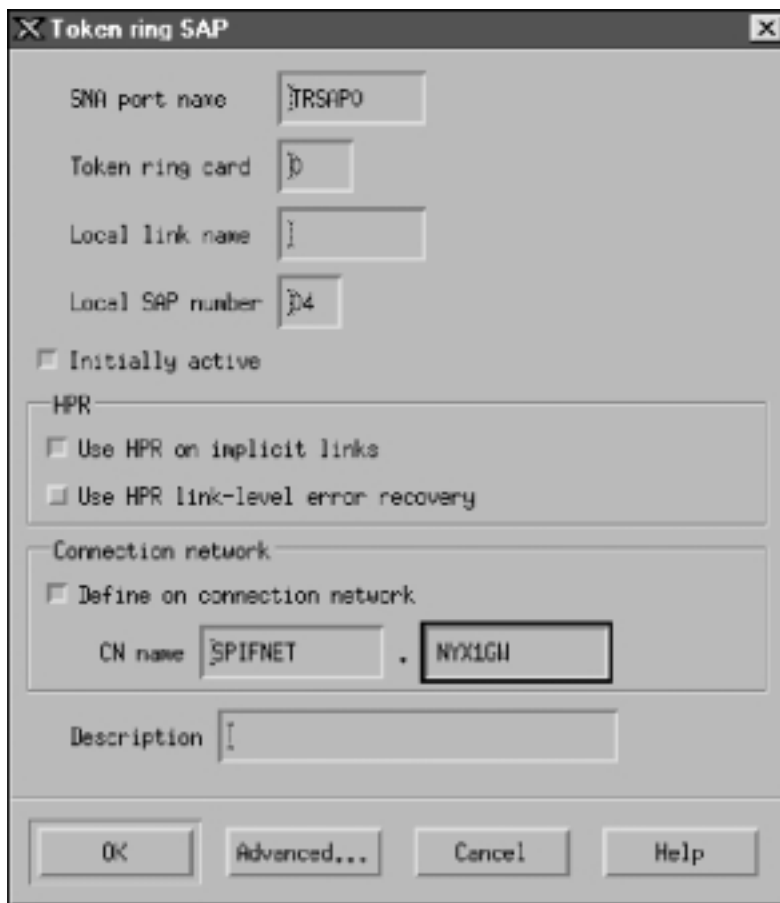 Token ring SAP
SNA port name TRSAP0
Token ring card 0
Local link name
Local SAP number 04
Initially active
HPR
Use HPR on implicit links
Use HPR link-level error recovery
Connection network
Define on connection network
CN name SPIFNET . NYX1GW
Description
OK Advanced... Cancel Help